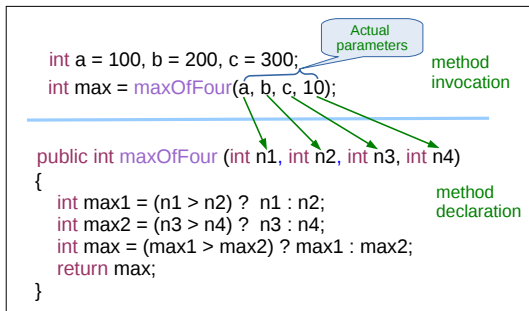 Actual
parameters
int a = 100, b = 200, c = 300;
int max = maxOfFour(a, b, c, 10);
method
invocation
public int maxOfFour (int n1, int n2, int n3, int n4)
{
int max1 = (n1 > n2) ? n1 : n2;
int max2 = (n3 > n4) ? n3 : n4;
int max = (max1 > max2) ? max1 : max2;
return max;
}
method
declaration